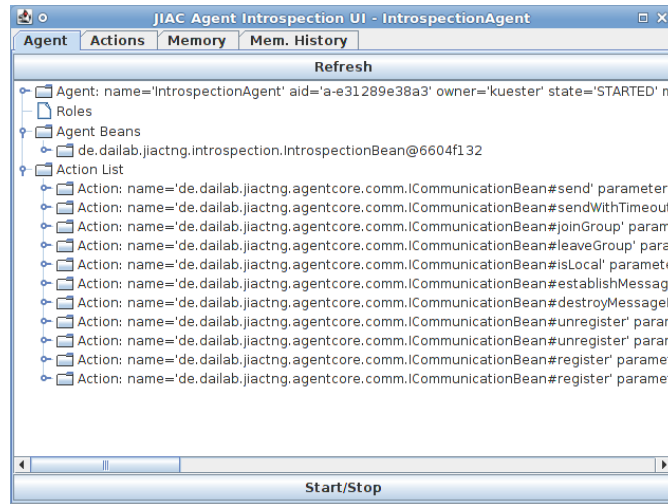 JIAC Agent Introspection UI - IntrospectionAgent
Agent Actions Memory Mem. History
Refresh
Agent: name='IntrospectionAgent' aid='a-e31289e38a3' owner='kuester' state='STARTED'
Roles
Agent Beans
de.dailab.jiactng.introspection.IntrospectionBean@6604f132
Action List
Action: name='de.dailab.jiactng.agentcore.comm.ICommunicationBean#send' parameter
Action: name='de.dailab.jiactng.agentcore.comm.ICommunicationBean#sendWithTimeout
Action: name='de.dailab.jiactng.agentcore.comm.ICommunicationBean#joinGroup' param
Action: name='de.dailab.jiactng.agentcore.comm.ICommunicationBean#leaveGroup' para
Action: name='de.dailab.jiactng.agentcore.comm.ICommunicationBean#isLocal' paramete
Action: name='de.dailab.jiactng.agentcore.comm.ICommunicationBean#establishMessag
Action: name='de.dailab.jiactng.agentcore.comm.ICommunicationBean#destroyMessage
Action: name='de.dailab.jiactng.agentcore.comm.ICommunicationBean#unregister' parar
Action: name='de.dailab.jiactng.agentcore.comm.ICommunicationBean#unregister' parar
Action: name='de.dailab.jiactng.agentcore.comm.ICommunicationBean#register' parame
Action: name='de.dailab.jiactng.agentcore.comm.ICommunicationBean#register' parame
Start/Stop